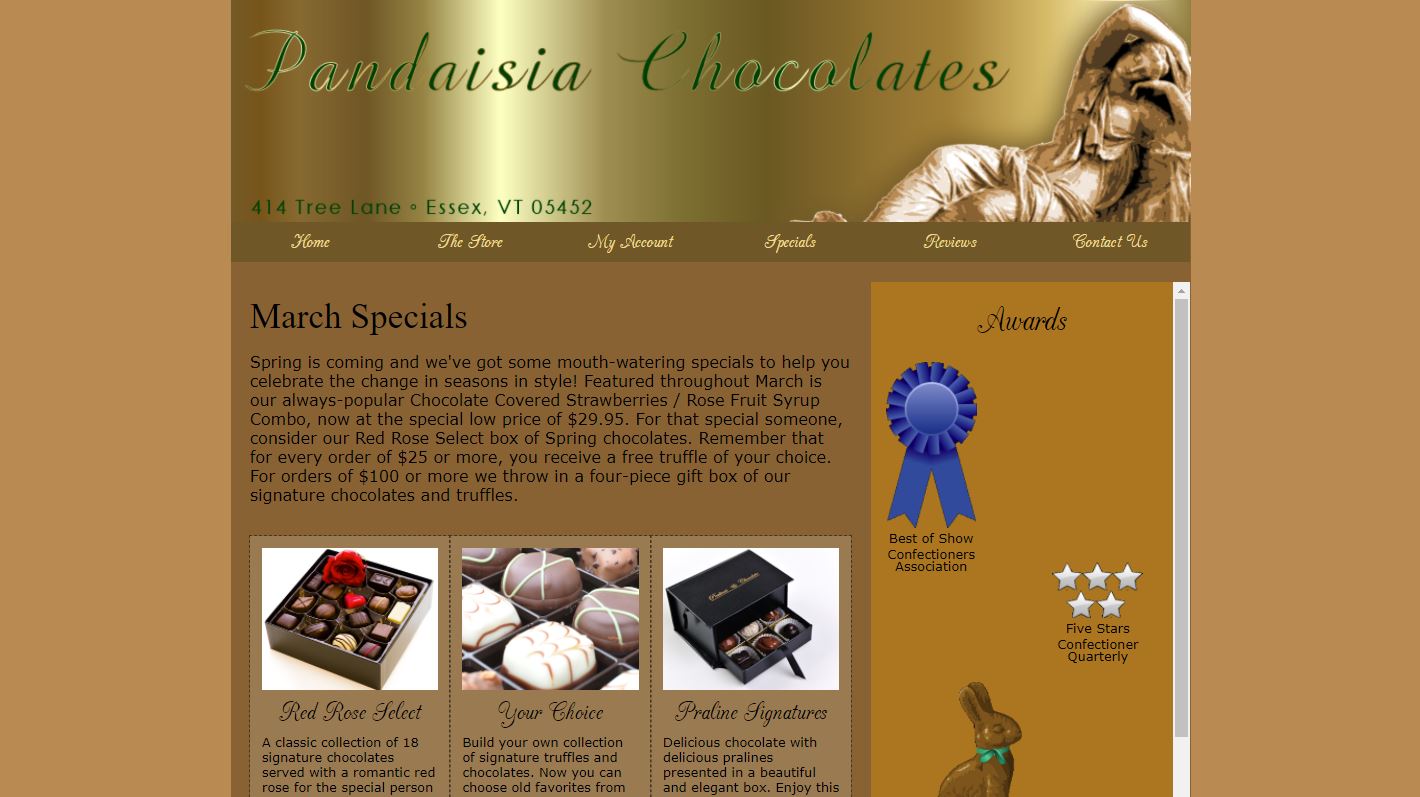 Pandaisia Chocolates
414 Tree Lane ∘ Essex, VT 05452
Home The Store My Account Specials Reviews Contact Us
March Specials
Spring is coming and we've got some mouth-watering specials to help you
celebrate the change in seasons in style! Featured throughout March is
our always-popular Chocolate Covered Strawberries / Rose Fruit Syrup
Combo, now at the special low price of $29.95. For that special someone,
consider our Red Rose Select box of Spring chocolates. Remember that
for every order of $25 or more, you receive a free truffle of your choice.
For orders of $100 or more we throw in a four-piece gift box of our
signature chocolates and truffles.
Red Rose Select
A classic collection of 18
signature chocolates
served with a romantic red
rose for the special person
Your Choice
Build your own collection
of signature truffles and
chocolates. Now you can
choose old favorites from
Praline Signatures
Delicious chocolate with
delicious pralines
presented in a beautiful
and elegant box. Enjoy this
Awards
Best of Show
Confectioners
Association
Five Stars
Confectioner
Quarterly